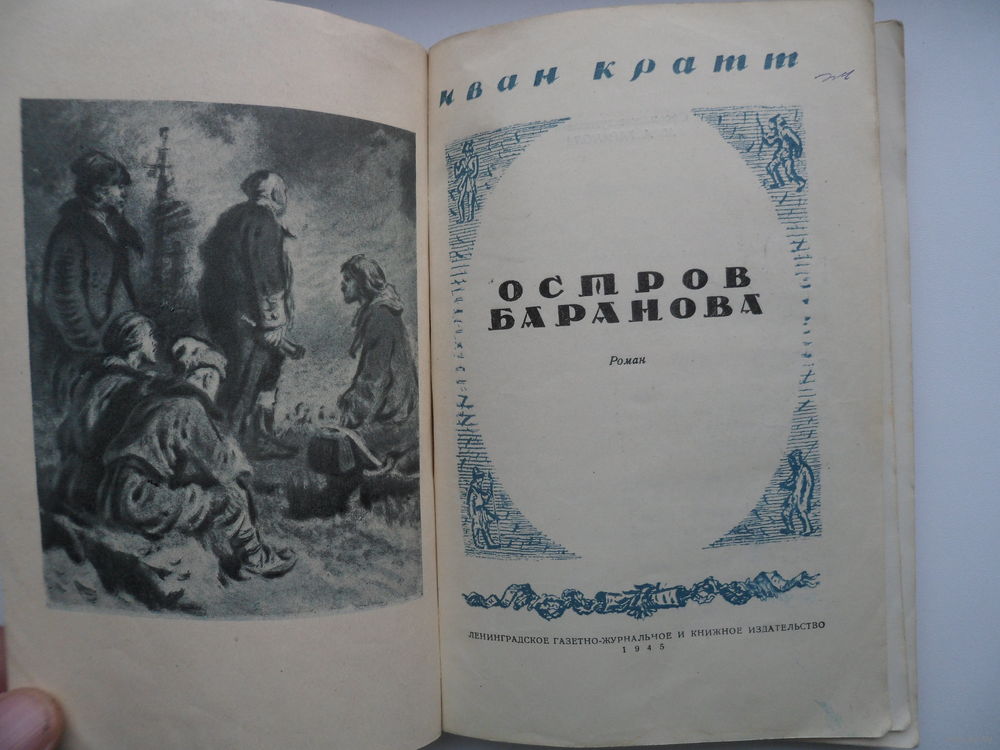 иван кратт
ОСТРОВ
БАРАНОВА
Роман
ЛЕНИНГРАДСКОЕ ГАЗЕТНО-ЖУРНАЛЬНОЕ И КНИЖНОЕ ИЗДАТЕЛЬСТВО
1945